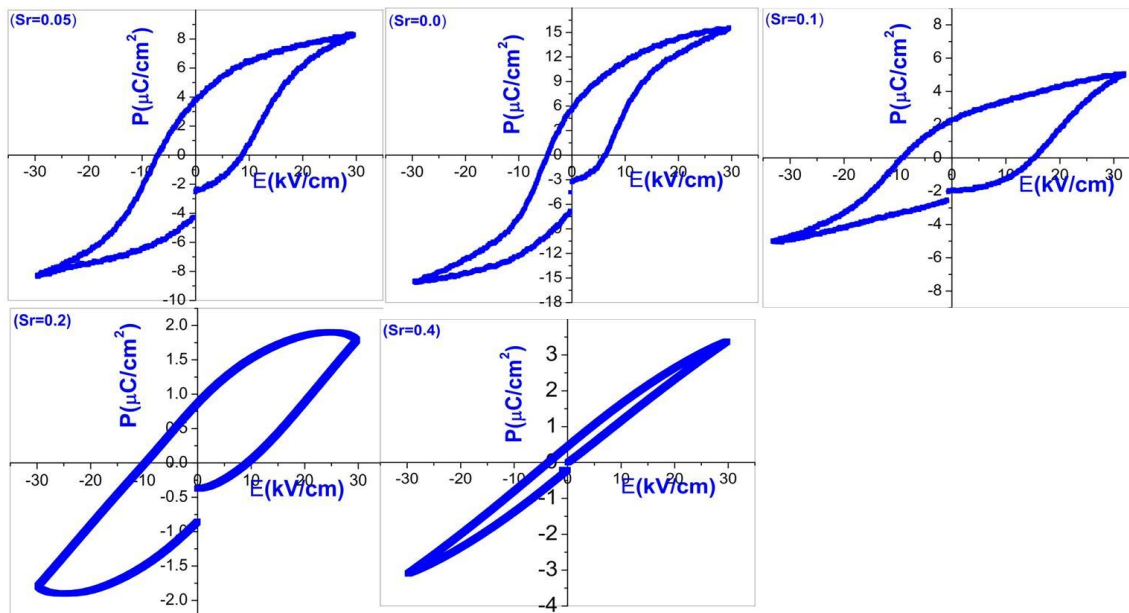 (Sr=0.05)
P(μC/cm²)
8
6
4
2
0
-2
-4
-6
-8
-10
-30 -20 -10 0 10 20 30
E(kV/cm)
(Sr=0.0)
P(μC/cm²)
15
12
9
6
3
0
-3
-6
-9
-12
-15
-18
-30 -20 -10 0 10 20 30
E(kV/cm)
(Sr=0.1)
P(μC/cm²)
8
6
4
2
0
-2
-4
-6
-8
-30 -20 -10 0 10 20 30
E(kV/cm)
(Sr=0.2)
P(μC/cm²)
2.0
1.5
1.0
0.5
0.0
-0.5
-1.0
-1.5
-2.0
-30 -20 -10 0 10 20 30
E(kV/cm)
(Sr=0.4)
P(μC/cm²)
3
2
1
0
-1
-2
-3
-4
-30 -20 -10 0 10 20 30
E(kV/cm)